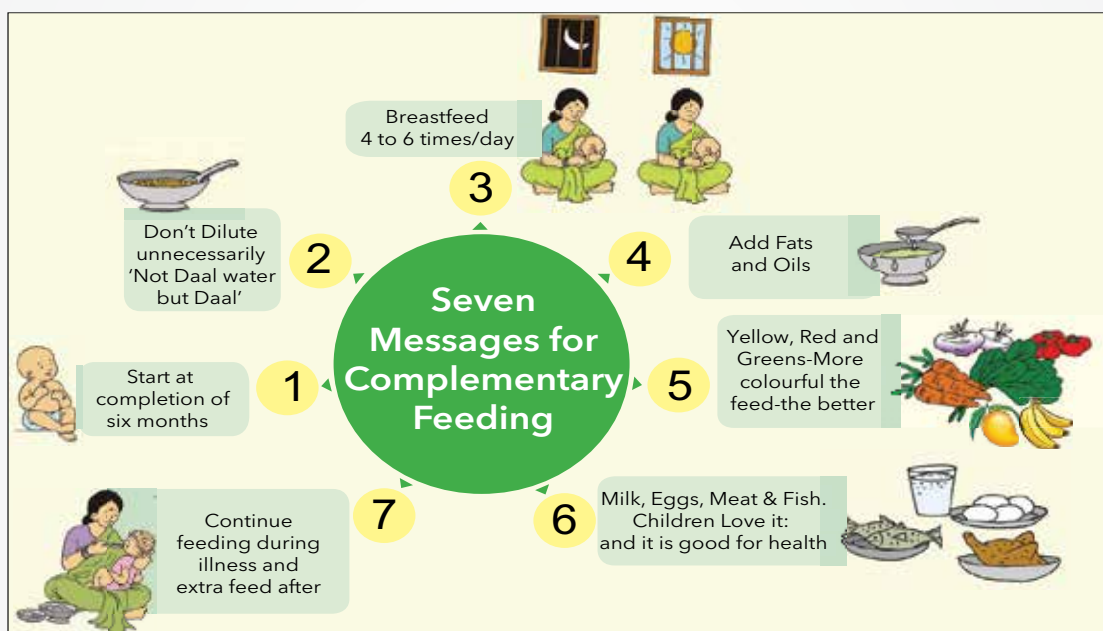 Seven
Messages for
Complementary
Feeding
1
Start at
completion of
six months
2
Don't Dilute
unnecessarily
'Not Daal water
but Daal'
3
Breastfeed
4 to 6 times/day
4
Add Fats
and Oils
5
Yellow, Red and
Greens-More
colourful the
feed-the better
6
Milk, Eggs, Meat & Fish.
Children Love it:
and it is good for health
7
Continue
feeding during
illness and
extra feed after